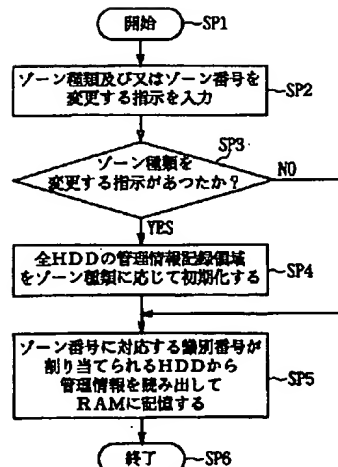 開始
SP1
ゾーン種類及び又はゾーン番号を
変更する指示を入力
SP2
SP3
ゾーン種類を
変更する指示があつたか?
NO
YES
全HDDの管理情報記録領域
をゾーン種類に応じて初期化する
SP4
ゾーン番号に対応する識別番号が
割り当てられるHDDから
管理情報を読み出して
RAMに記憶する
SP5
終了
SP6